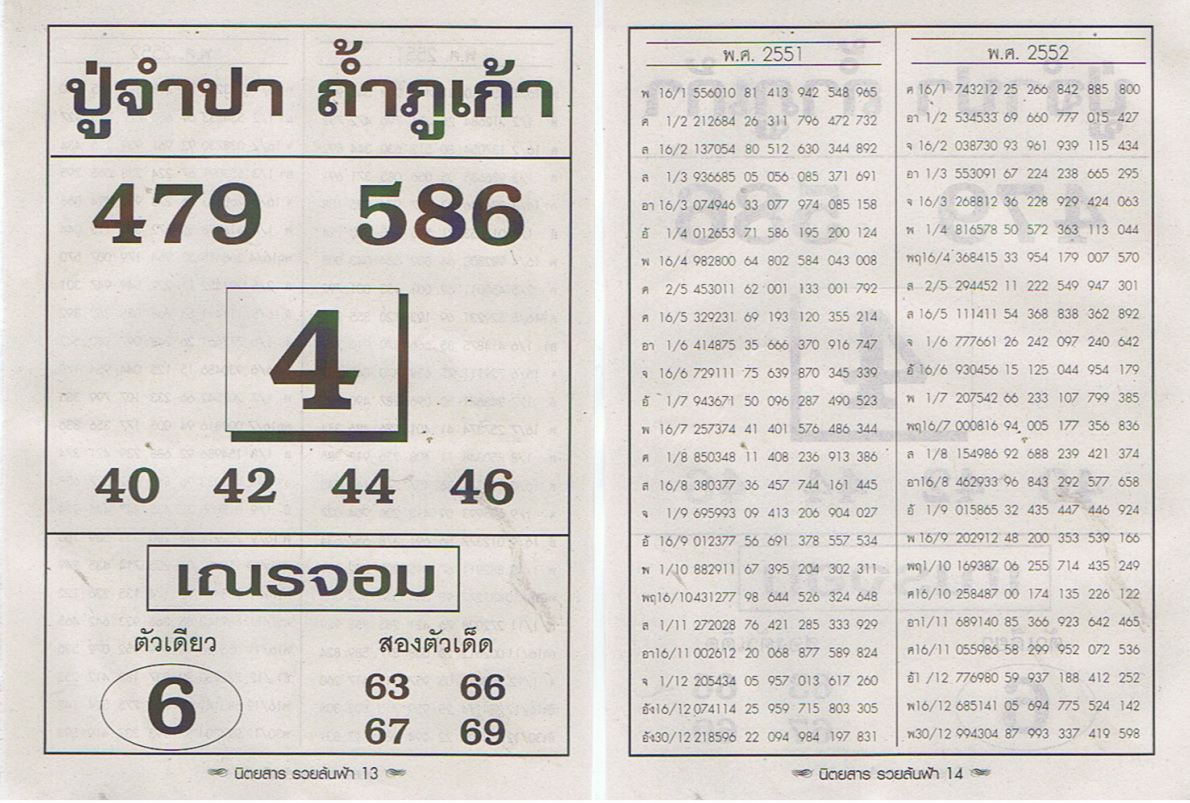 ปู่จำปา ถ้ำภูเก้า
479 586
4
40 42 44 46
เณรจอม
ตัวเดียว สองตัวเด็ด
6
63 66
67 69
นิตยสาร รวยล้นฟ้า 13
พ.ศ. 2551
พ 16/1 556010 81 413 942 548 965
ศ 1/2 212684 26 311 796 472 732
ส 16/2 137054 80 512 630 344 892
ส 1/3 936685 05 056 085 371 691
อา 16/3 074946 33 077 974 085 158
อั 1/4 012653 71 586 195 200 124
พ 16/4 982800 64 802 584 043 008
ศ 2/5 453011 62 001 133 001 792
ศ 16/5 329231 69 193 120 355 214
อา 1/6 414875 35 666 370 916 747
จ 16/6 729111 75 639 870 345 339
อั 1/7 943671 50 096 287 490 523
พ 16/7 257374 41 401 576 486 344
ศ 1/8 850348 11 408 236 913 386
ส 16/8 380377 36 457 744 161 445
จ 1/9 695993 09 413 206 904 027
อั 16/9 012377 56 691 378 557 534
พ 1/10 882911 67 395 204 302 311
พฤ16/10431277 98 644 526 324 648
ส 1/11 272028 76 421 285 333 929
อา16/11 002612 20 068 877 589 824
จ 1/12 205434 05 957 013 617 260
อัง16/12 074114 25 959 715 803 305
อัง30/12 218596 22 094 984 197 831
พ.ศ. 2552
ศ 16/1 743212 25 266 842 885 800
อา 1/2 534533 69 660 777 015 427
จ 16/2 038730 93 961 939 115 434
อา 1/3 553091 67 224 238 665 295
จ 16/3 268812 36 228 929 424 063
พ 1/4 816578 50 572 363 113 044
พฤ16/4 368415 33 954 179 007 570
ส 2/5 294452 11 222 549 947 301
ส 16/5 111411 54 368 838 362 892
จ 1/6 777661 26 242 097 240 642
อั 16/6 930456 15 125 044 954 179
พ 1/7 207542 66 233 107 799 385
พฤ16/7 000816 94 005 177 356 836
ส 1/8 154986 92 688 239 421 374
อา16/8 462933 96 843 292 577 658
อั 1/9 015865 32 435 447 446 924
พ 16/9 202912 48 200 353 539 166
พฤ1/10 169387 06 255 714 435 249
ศ16/10 258487 00 174 135 226 122
อา1/11 689140 85 366 923 642 465
ศ16/11 055986 58 299 952 072 536
อั1 /12 776980 59 937 188 412 252
พ16/12 685141 05 694 775 524 142
พ30/12 994304 87 993 337 419 598
นิตยสาร รวยล้นฟ้า 14